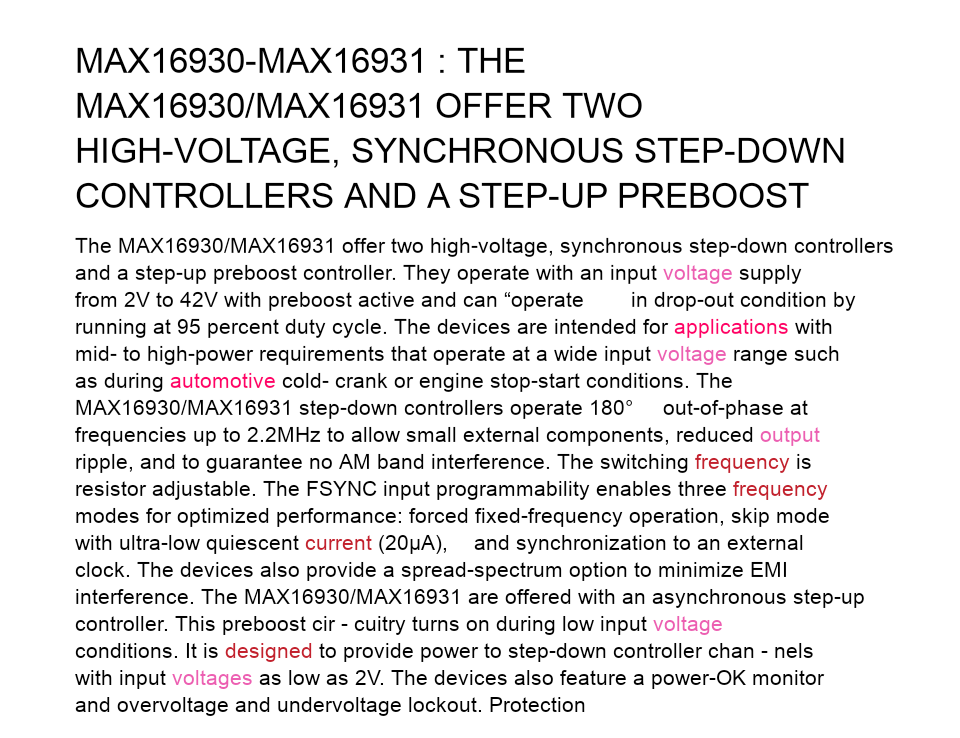 MAX16930-MAX16931 : THE
MAX16930/MAX16931 OFFER TWO
HIGH-VOLTAGE, SYNCHRONOUS STEP-DOWN
CONTROLLERS AND A STEP-UP PREBOOST
The MAX16930/MAX16931 offer two high-voltage, synchronous step-down controllers
and a step-up preboost controller. They operate with an input voltage supply
from 2V to 42V with preboost active and can “operate in drop-out condition by
running at 95 percent duty cycle. The devices are intended for applications with
mid- to high-power requirements that operate at a wide input voltage range such
as during automotive cold- crank or engine stop-start conditions. The
MAX16930/MAX16931 step-down controllers operate 180° out-of-phase at
frequencies up to 2.2MHz to allow small external components, reduced output
ripple, and to guarantee no AM band interference. The switching frequency is
resistor adjustable. The FSYNC input programmability enables three frequency
modes for optimized performance: forced fixed-frequency operation, skip mode
with ultra-low quiescent current (20μA), and synchronization to an external
clock. The devices also provide a spread-spectrum option to minimize EMI
interference. The MAX16930/MAX16931 are offered with an asynchronous step-up
controller. This preboost cir - cuitry turns on during low input voltage
conditions. It is designed to provide power to step-down controller chan - nels
with input voltages as low as 2V. The devices also feature a power-OK monitor
and overvoltage and undervoltage lockout. Protection